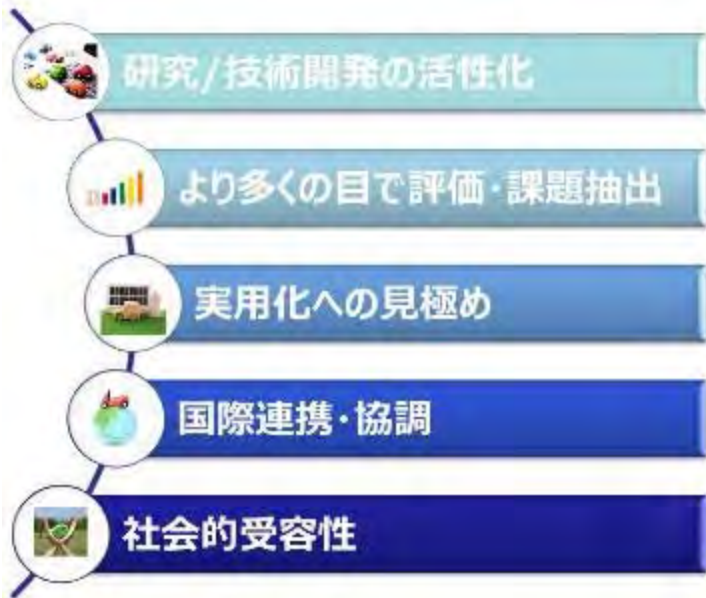 研究/技術開発の活性化
より多くの目で評価･課題抽出
実用化への見極め
国際連携･協調
社会的受容性